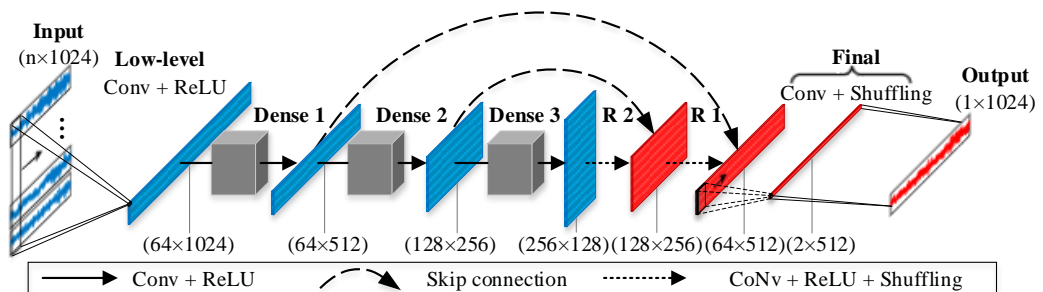 Input
(n×1024)
Low-level
Conv + ReLU
Dense 1
Dense 2
Dense 3
R 2
R 1
Final
Conv + Shuffling
Output
(1×1024)
(64×1024)
(64×512)
(128×256)
(256×128)
(128×256)
(64×512)
(2×512)
Conv + ReLU
Skip connection
CoNv + ReLU + Shuffling